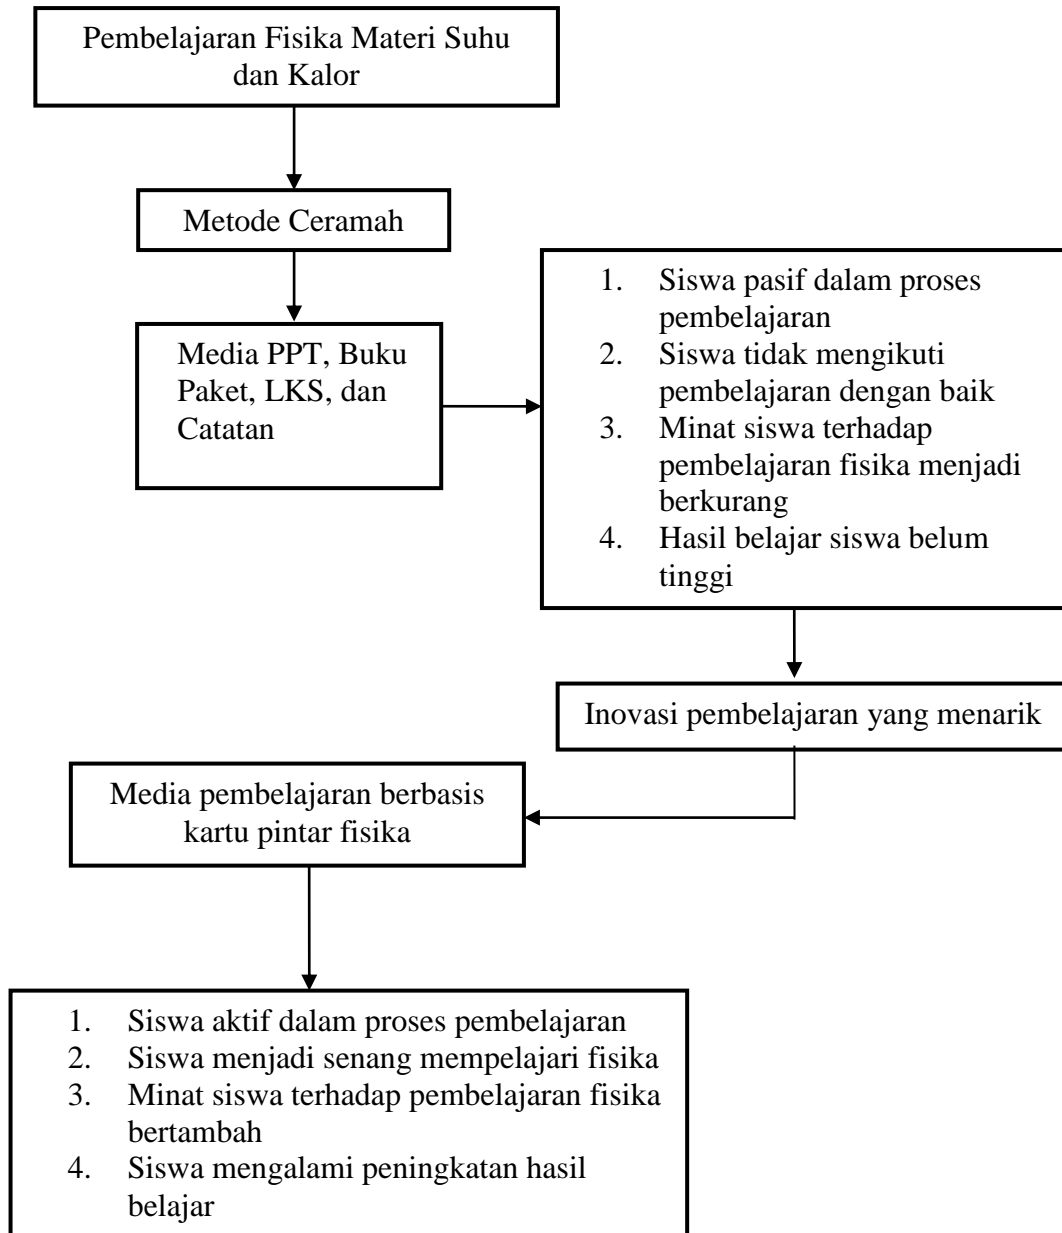 Pembelajaran Fisika Materi Suhu
dan Kalor
Metode Ceramah
Media PPT, Buku
Paket, LKS, dan
Catatan
1. Siswa pasif dalam proses
pembelajaran
2. Siswa tidak mengikuti
pembelajaran dengan baik
3. Minat siswa terhadap
pembelajaran fisika menjadi
berkurang
4. Hasil belajar siswa belum
tinggi
Inovasi pembelajaran yang menarik
Media pembelajaran berbasis
kartu pintar fisika
1. Siswa aktif dalam proses pembelajaran
2. Siswa menjadi senang mempelajari fisika
3. Minat siswa terhadap pembelajaran fisika
bertambah
4. Siswa mengalami peningkatan hasil
belajar